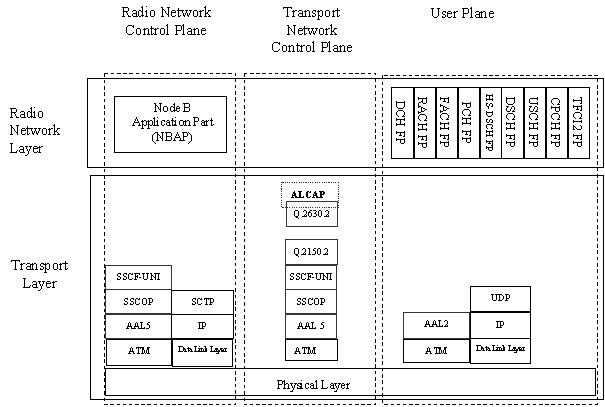 Radio Network
Control Plane
Transport
Network
Control Plane
User Plane
Radio
Network
Layer
Node B
Application Part
(NBAP)
DCH FP
RACH FP
FACH FP
PCH FP
HS-DSCH FP
DSCH FP
USCH FP
CPCH FP
TFCI2 FP
Transport
Layer
ALCAP
Q.2630.2
Q.2150.2
SSCF-UNI
SSCF-UNI
SSCOP
SCTP
SSCOP
UDP
AAL5
IP
AAL 5
AAL2
IP
ATM
Data Link Layer
ATM
ATM
Data Link Layer
Physical Layer